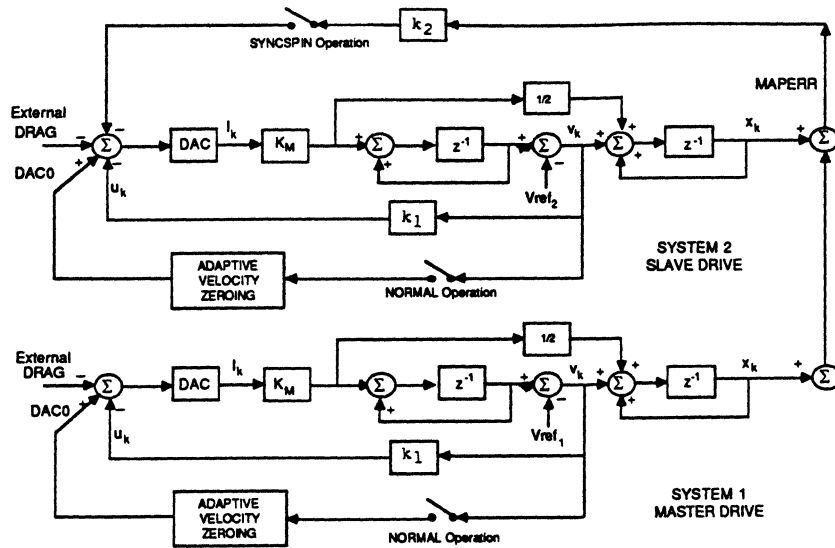 k2
SYNCSPIN Operation
MAPERR
1/2
External
DRAG
−
−
Σ
DAC
Ik
KM
+
Σ
+
z-1
+
Σ
−
vk
+
+
Σ
+
+
z-1
xk
+
Σ
DAC0
+
−
uk
Vref2
k1
ADAPTIVE
VELOCITY
ZEROING
NORMAL Operation
SYSTEM 2
SLAVE DRIVE
1/2
External
DRAG
−
Σ
DAC
Ik
KM
+
Σ
+
z-1
+
Σ
−
vk
+
+
Σ
+
+
z-1
xk
+
Σ
DAC0
+
−
uk
Vref1
k1
ADAPTIVE
VELOCITY
ZEROING
NORMAL Operation
SYSTEM 1
MASTER DRIVE